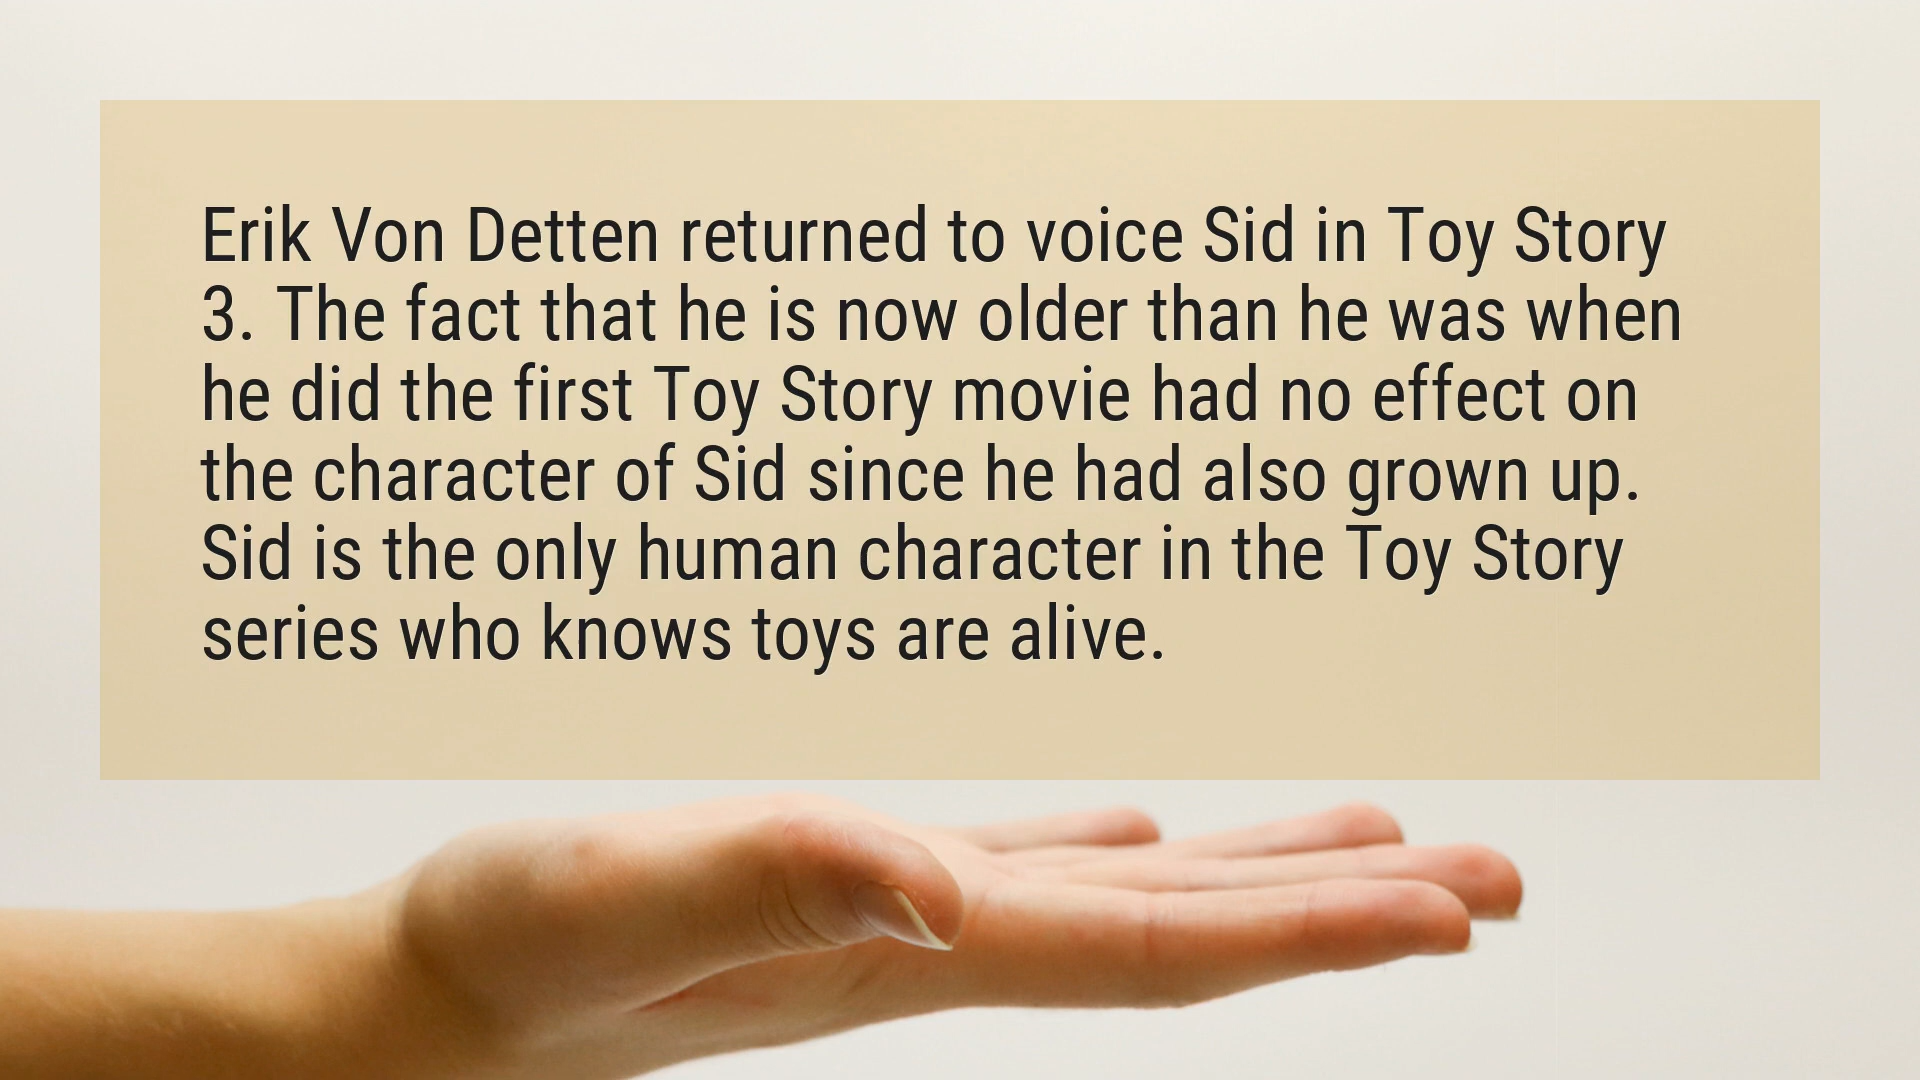 Erik Von Detten returned to voice Sid in Toy Story
3. The fact that he is now older than he was when
he did the first Toy Story movie had no effect on
the character of Sid since he had also grown up.
Sid is the only human character in the Toy Story
series who knows toys are alive.